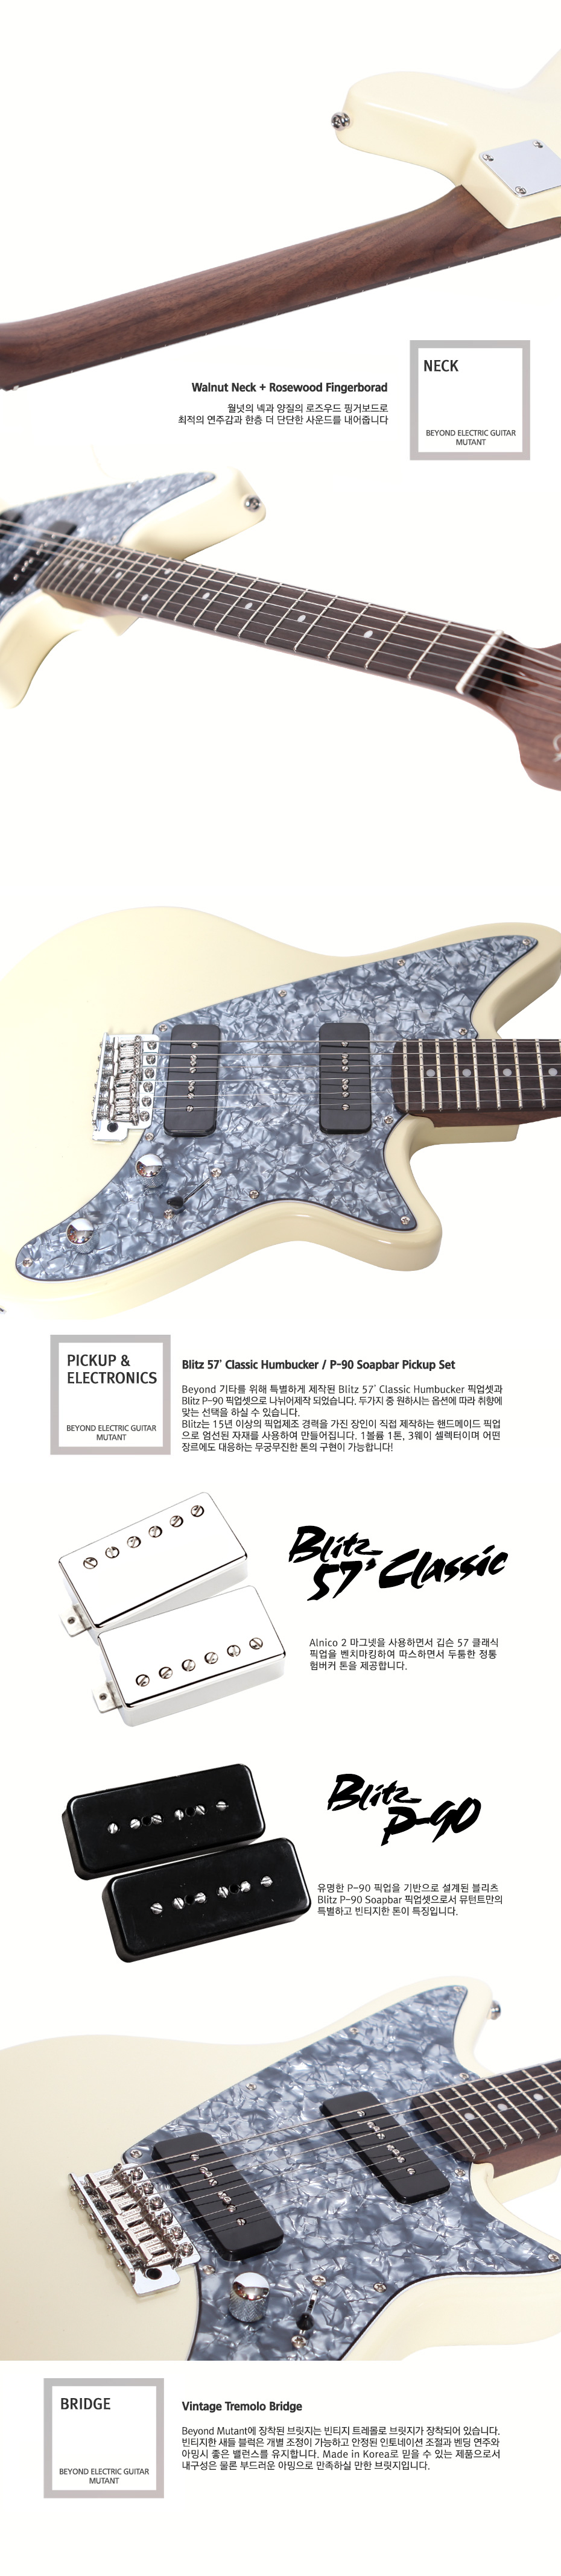 NECK
BEYOND ELECTRIC GUITAR
MUTANT
Walnut Neck + Rosewood Fingerborad
월넛의 넥과 양질의 로즈우드 핑거보드로
최적의 연주감과 한층 더 단단한 사운드를 내어줍니다
PICKUP &
ELECTRONICS
BEYOND ELECTRIC GUITAR
MUTANT
Blitz 57' Classic Humbucker / P-90 Soapbar Pickup Set
Beyond 기타를 위해 특별하게 제작된 Blitz 57' Classic Humbucker 픽업셋과
Blitz P-90 픽업셋으로 나뉘어제작 되었습니다. 두가지 중 원하시는 옵션에 따라 취향에
맞는 선택을 하실 수 있습니다.
Blitz는 15년 이상의 픽업제조 경력을 가진 장인이 직접 제작하는 핸드메이드 픽업
으로 엄선된 자재를 사용하여 만들어집니다. 1볼륨 1톤, 3웨이 셀렉터이며 어떤
장르에도 대응하는 무궁무진한 톤의 구현이 가능합니다!
Blitz
57' Classic
Alnico 2 마그넷을 사용하면서 깁슨 57 클래식
픽업을 벤치마킹하여 따스하면서 두툼한 정통
험버커 톤을 제공합니다.
Blitz
P-90
유명한 P-90 픽업을 기반으로 설계된 블리츠
Blitz P-90 Soapbar 픽업셋으로서 뮤턴트만의
특별하고 빈티지한 톤이 특징입니다.
BRIDGE
BEYOND ELECTRIC GUITAR
MUTANT
Vintage Tremolo Bridge
Beyond Mutant에 장착된 브릿지는 빈티지 트레몰로 브릿지가 장착되어 있습니다.
빈티지한 새들 블럭은 개별 조정이 가능하고 안정된 인토네이션 조절과 벤딩 연주와
아밍시 좋은 밸런스를 유지합니다. Made in Korea로 믿을 수 있는 제품으로서
내구성은 물론 부드러운 아밍으로 만족하실 만한 브릿지입니다.